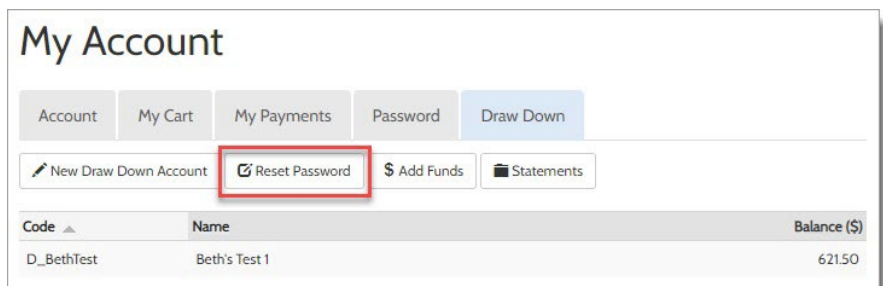 My Account
Account My Cart My Payments Password Draw Down
New Draw Down Account Reset Password $ Add Funds Statements
Code Name Balance ($)
D_BethTest Beth's Test 1 621.50